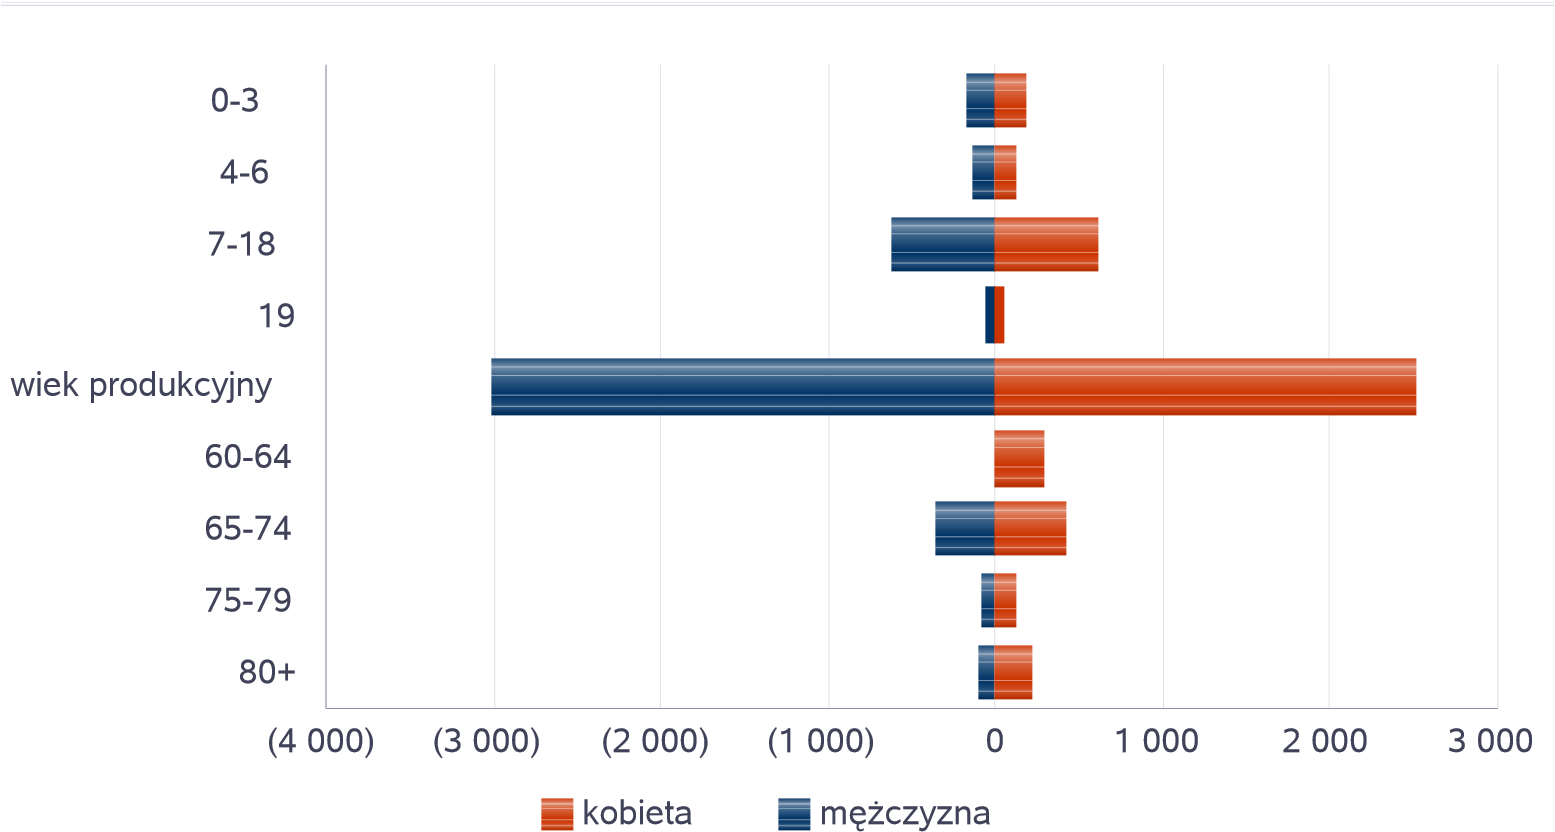 0-3
4-6
7-18
19
wiek produkcyjny
60-64
65-74
75-79
80+
(4 000) (3 000) (2 000) (1 000) 0 1 000 2 000 3 000
kobieta mężczyzna